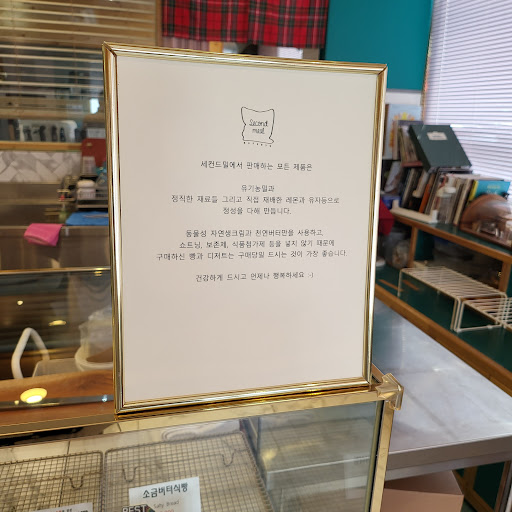 Second
meal
세컨드밀에서 판매하는 모든 제품은
유기농밀과
정직한 재료들 그리고 직접 재배한 레몬과 유자등으로
정성을 다해 만듭니다.
동물성 자연생크림과 천연버터만을 사용하고,
쇼트닝, 보존제, 식품첨가제 등을 넣지 않기 때문에
구매하신 빵과 디저트는 구매당일 드시는 것이 가장 좋습니다.
건강하게 드시고 언제나 행복하세요 :-)
소금버터식빵
BEST
Salty Bread